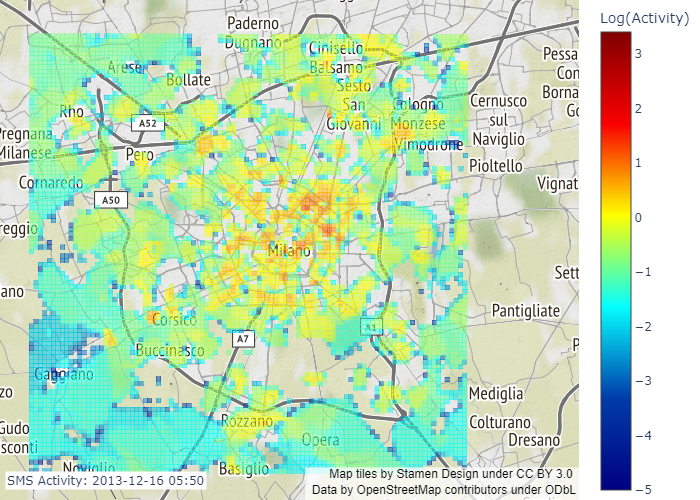 Log(Activity)
3
2
1
0
−1
−2
−3
−4
−5
Paderno
Dugnano
Cinisello
Balsamo
Arese
Bollate
Sesto
San
Giovanni
Cologno
Monzese
Vimodrone
Pessa
Con
Borna
Go
Cernusco
sul
Naviglio
Rho
A52
Pregnana
Milanese
Pero
Pioltello
Cornaredo
Vignat
A50
reggio
Milano
Sett
ano
Pantigliate
Corsico
A1
A7
Buccinasco
P
Gaggiano
zo
Mediglia
Rozzano
Colturano
Gudo
Opera
Dresano
sconti
Noviglio
Basiglio
SMS Activity: 2013-12-16 05:50
Map tiles by Stamen Design under CC BY 3.0
Data by OpenStreetMap contributors under ODbL